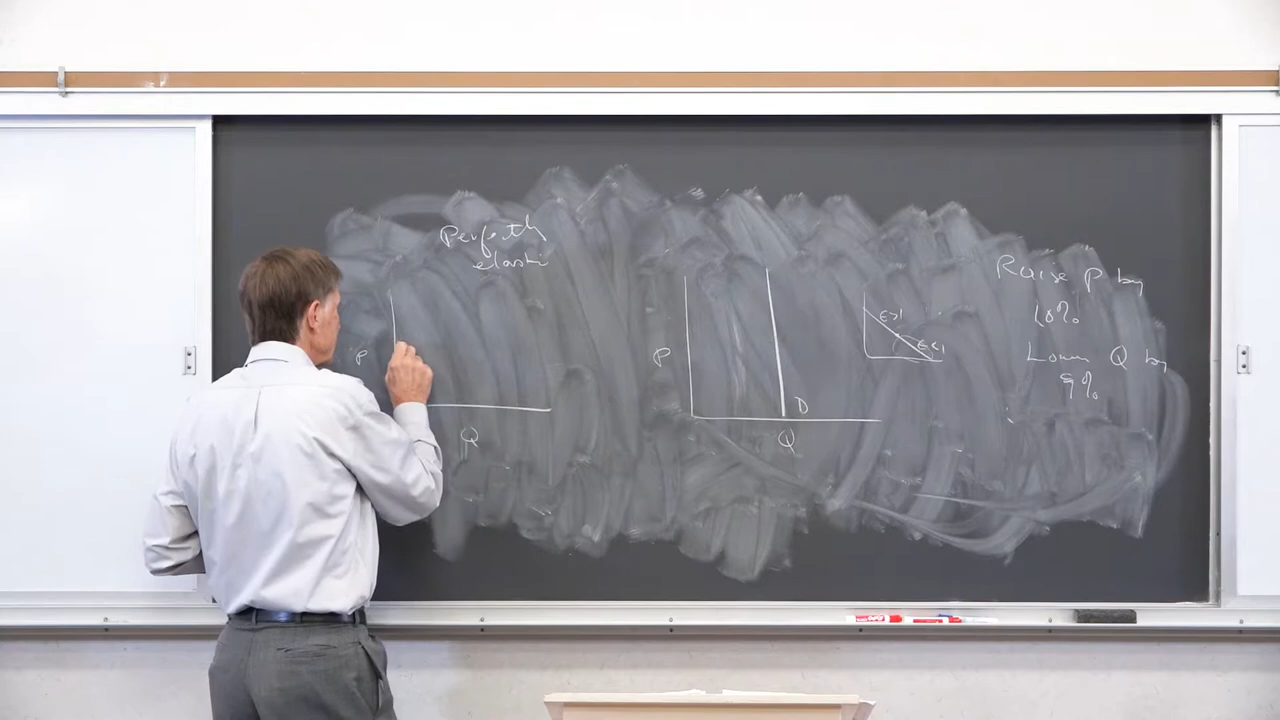 Perfectly
elastic
P
Q
P
D
Q
E>1
E<1
Raise P by
10%
Lower Q by
9%